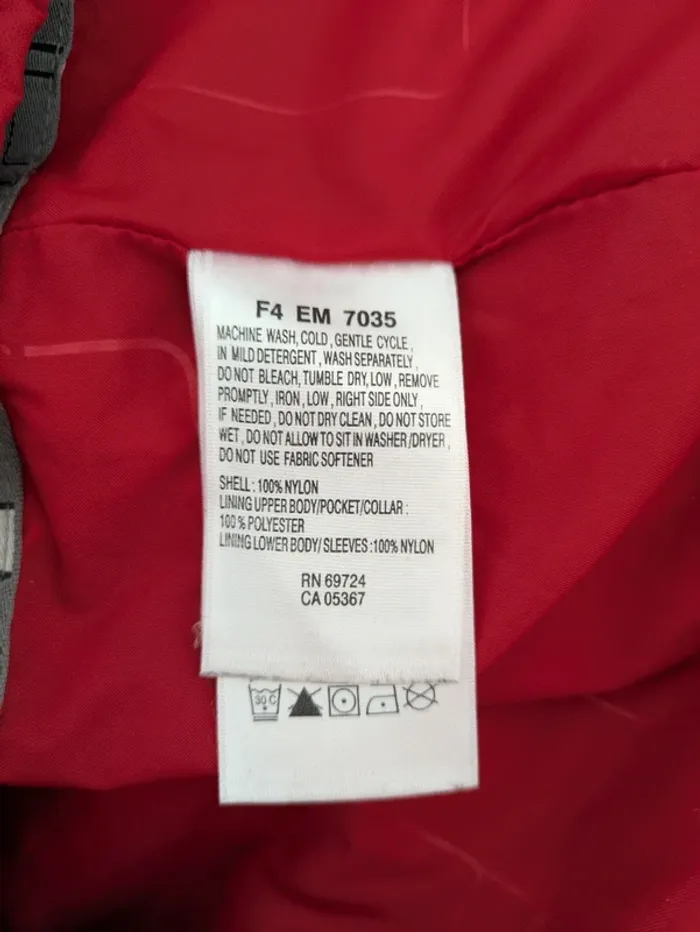 F4 EM 7035
MACHINE WASH, COLD, GENTLE CYCLE,
IN MILD DETERGENT, WASH SEPARATELY,
DO NOT BLEACH, TUMBLE DRY, LOW, REMOVE
PROMPTLY, IRON, LOW, RIGHT SIDE ONLY,
IF NEEDED, DO NOT DRY CLEAN, DO NOT STORE
WET, DO NOT ALLOW TO SIT IN WASHER/DRYER,
DO NOT USE FABRIC SOFTENER
SHELL: 100% NYLON
LINING UPPER BODY/POCKET/COLLAR:
100% POLYESTER
LINING LOWER BODY/SLEEVES: 100% NYLON
RN 69724
CA 05367
30 C